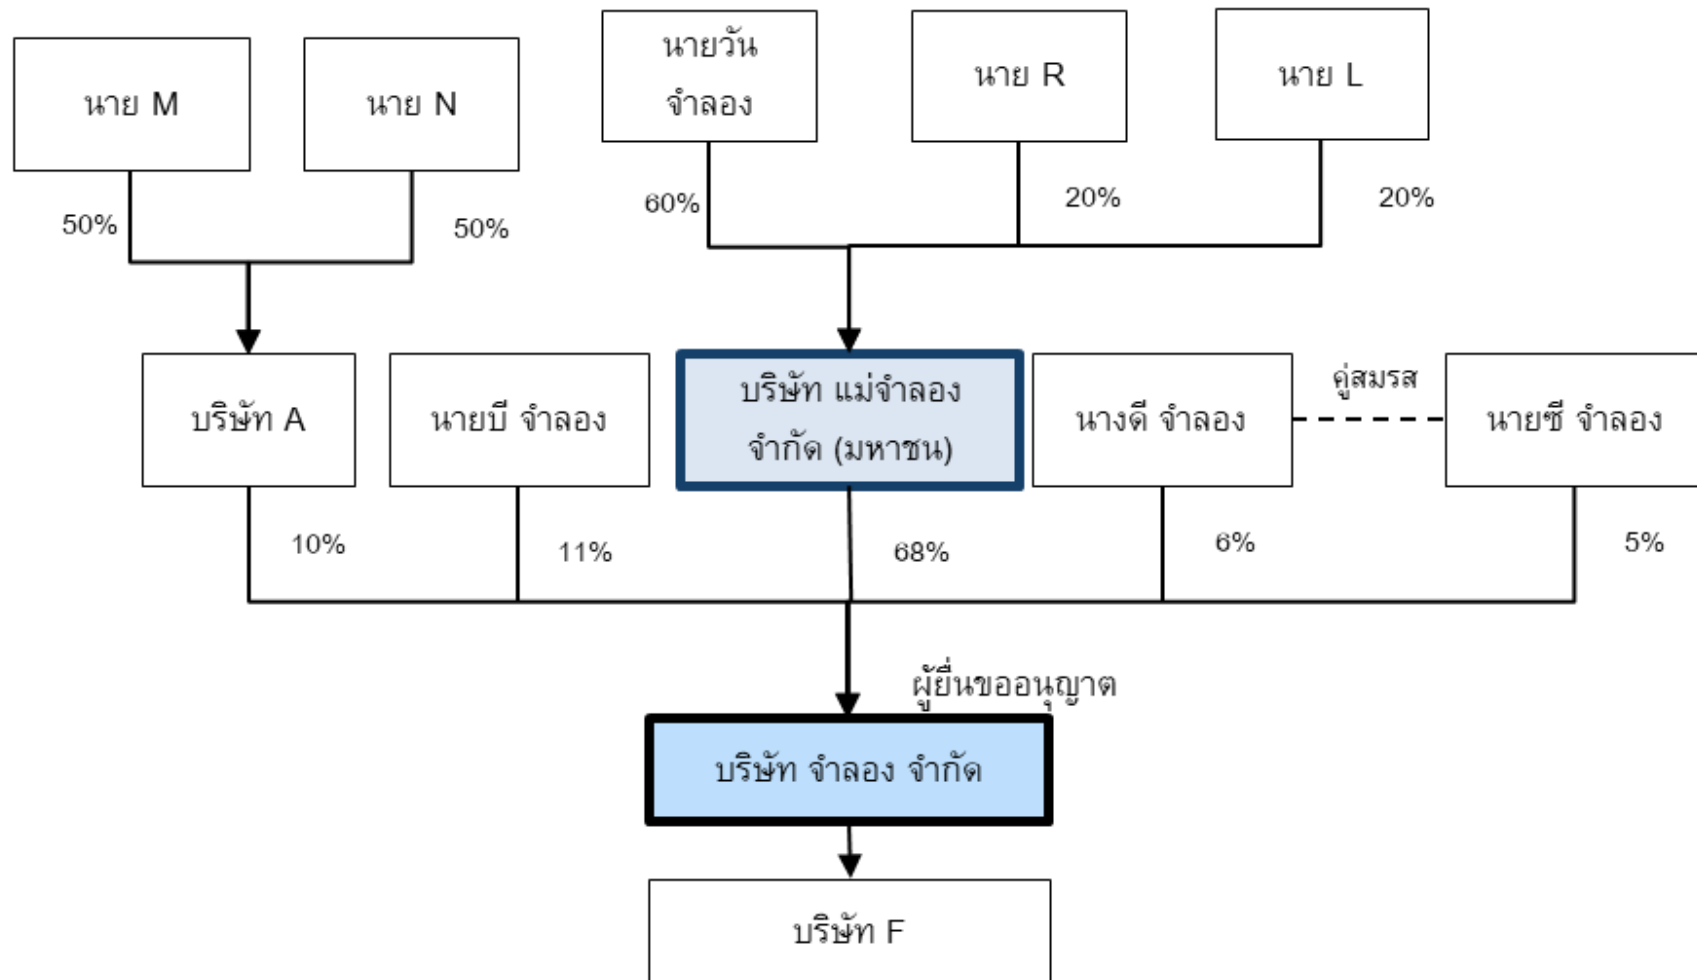 นาย M
นาย N
นายวัน
จำลอง
นาย R
นาย L
50%
50%
60%
20%
20%
บริษัท A
นายบี จำลอง
บริษัท แม่จำลอง
จำกัด (มหาชน)
นางดี จำลอง
คู่สมรส
นายซี จำลอง
10%
11%
68%
6%
5%
ผู้ยื่นขออนุญาต
บริษัท จำลอง จำกัด
บริษัท F